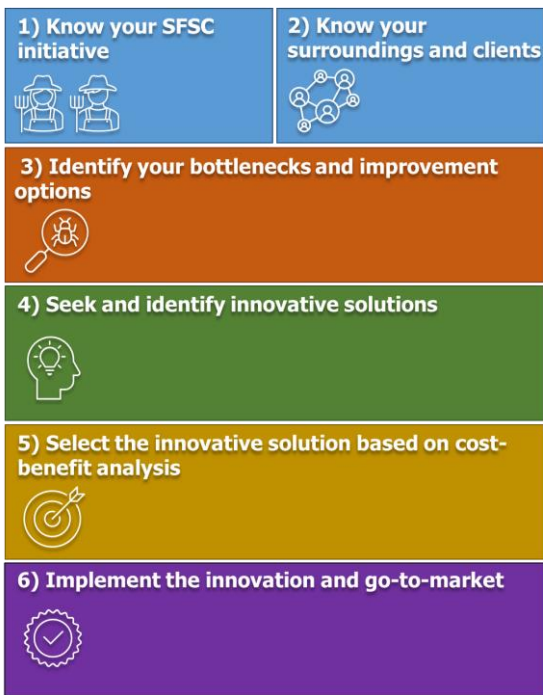 1) Know your SFSC
initiative
2) Know your
surroundings and clients
3) Identify your bottlenecks and improvement
options
4) Seek and identify innovative solutions
5) Select the innovative solution based on cost-
benefit analysis
6) Implement the innovation and go-to-market